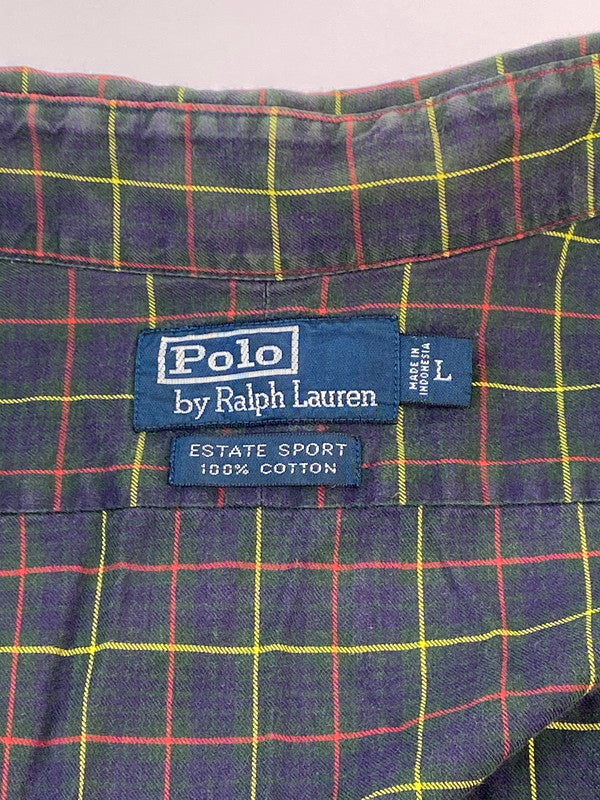 Polo
by Ralph Lauren
MADE IN
INDONESIA
L
ESTATE SPORT
100% COTTON